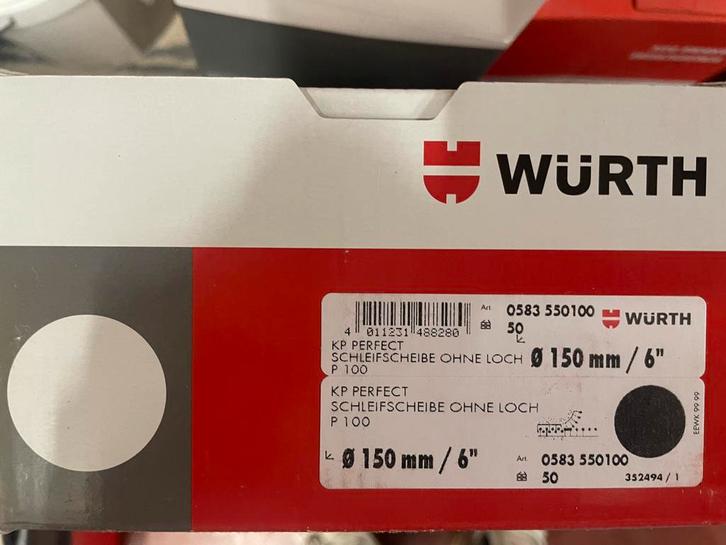 WÜRTH
4 011231 488280
Art. 0583 550100
50
WÜRTH
KP PERFECT
SCHLEIFSCHEIBE OHNE LOCH Ø 150 mm / 6"
P 100
KP PERFECT
SCHLEIFSCHEIBE OHNE LOCH
P 100
Ø 150 mm / 6"
Art. 0583 550100
50
352494 / 1
EEWK 99 99